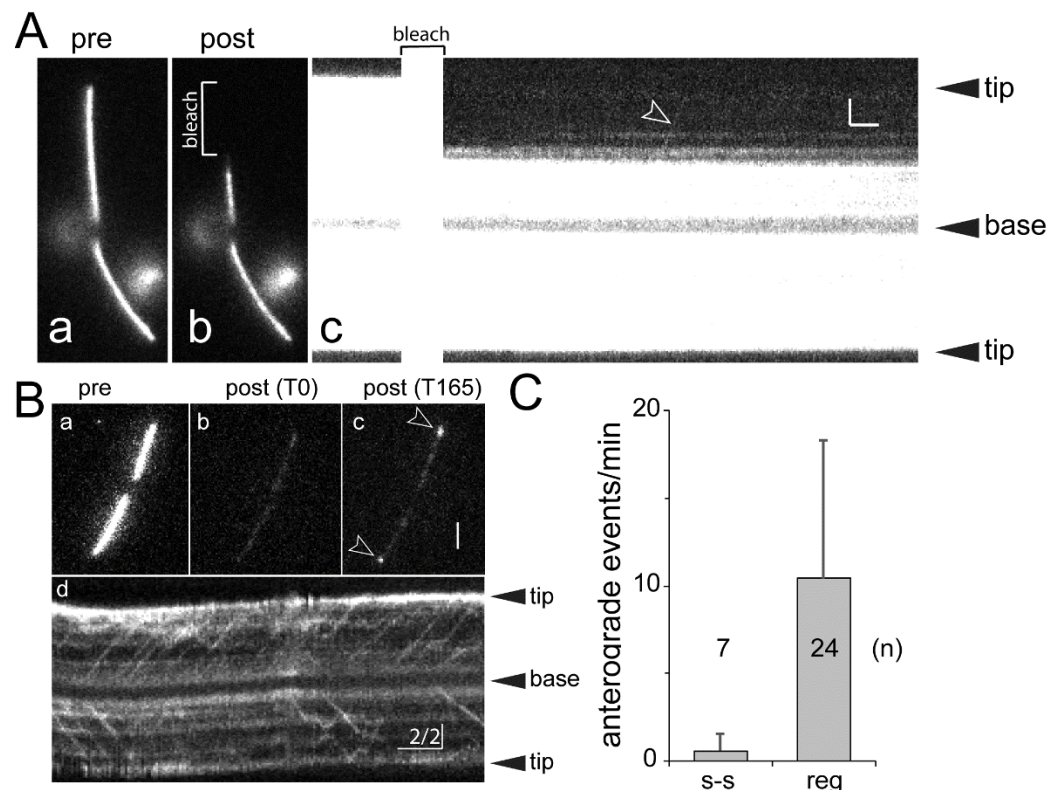 A
pre
post
bleach
bleach
tip
base
tip
a
b
c
B
pre
post (T0)
post (T165)
a
b
c
d
tip
base
tip
2/2
C
anterograde events/min
20
10
0
7
24
(n)
s-s
reg